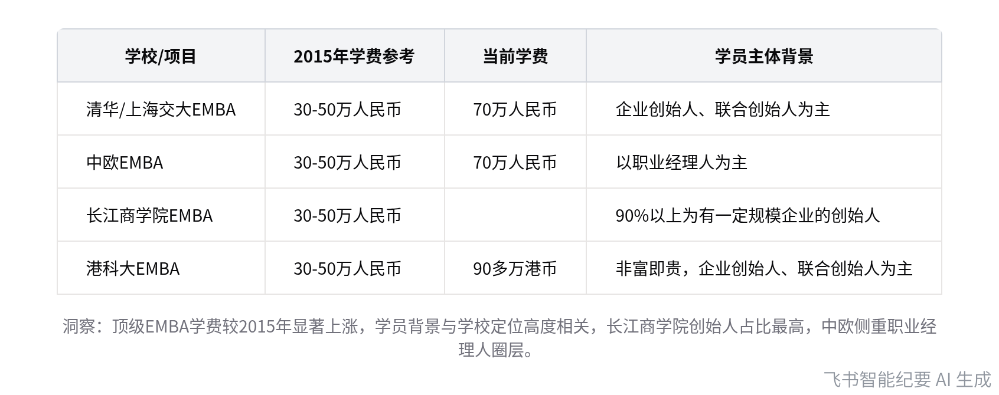 学校/项目 2015年学费参考 当前学费 学员主体背景
清华/上海交大EMBA 30-50万人民币 70万人民币 企业创始人、联合创始人为主
中欧EMBA 30-50万人民币 70万人民币 以职业经理人为主
长江商学院EMBA 30-50万人民币 90%以上为有一定规模企业的创始人
港科大EMBA 30-50万人民币 90多万港币 非富即贵，企业创始人、联合创始人为主
洞察：顶级EMBA学费较2015年显著上涨，学员背景与学校定位高度相关，长江商学院创始人占比最高，中欧侧重职业经
理人圈层。
飞书智能纪要 AI 生成